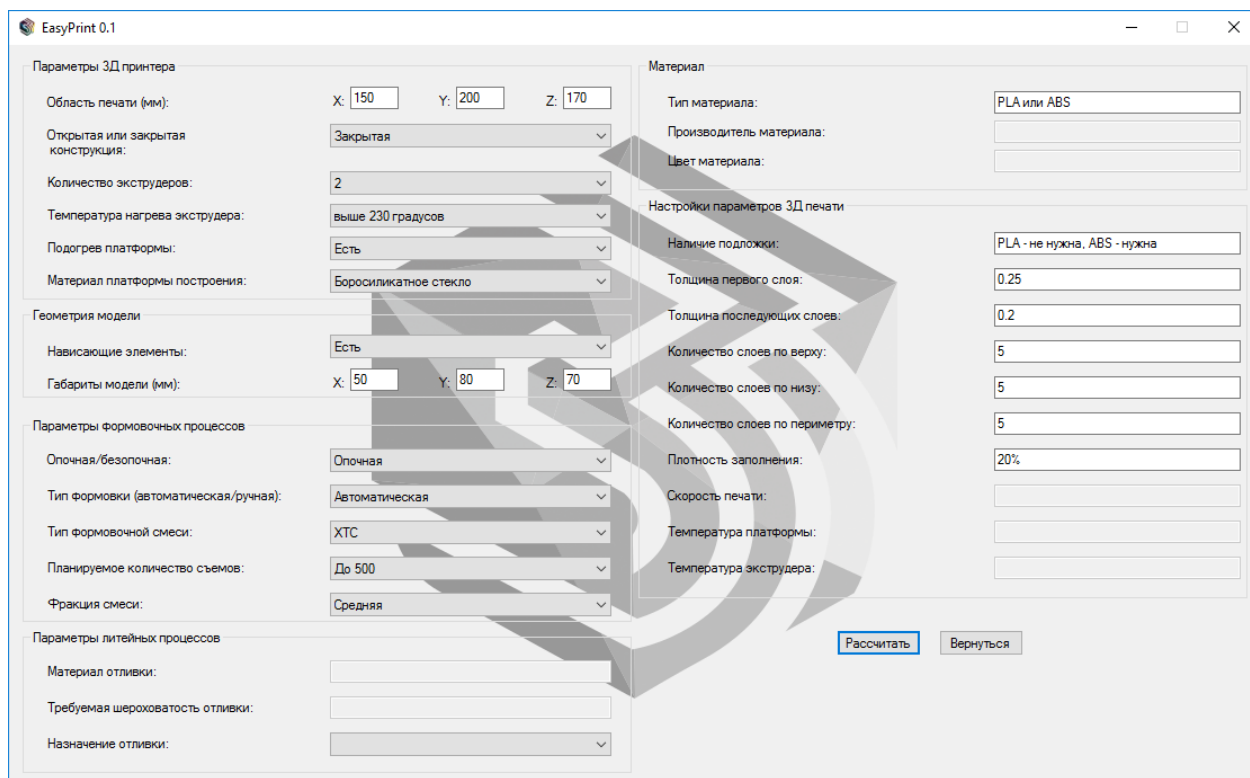 EasyPrint 0.1
Параметры 3Д принтера
Область печати (мм): X: 150 Y: 200 Z: 170
Открытая или закрытая
конструкция: Закрытая
Количество экструдеров: 2
Температура нагрева экструдера: выше 230 градусов
Подогрев платформы: Есть
Материал платформы построения: Боросиликатное стекло
Геометрия модели
Нависающие элементы: Есть
Габариты модели (мм): X: 50 Y: 80 Z: 70
Параметры формовочных процессов
Опочная/безопочная: Опочная
Тип формовки (автоматическая/ручная): Автоматическая
Тип формовочной смеси: ХТС
Планируемое количество съемов: До 500
Фракция смеси: Средняя
Параметры литейных процессов
Материал отливки:
Требуемая шероховатость отливки:
Назначение отливки:
Материал
Тип материала: PLA или ABS
Производитель материала:
Цвет материала:
Настройки параметров 3Д печати
Наличие подложки: PLA - не нужна, ABS - нужна
Толщина первого слоя: 0.25
Толщина последующих слоев: 0.2
Количество слоев по верху: 5
Количество слоев по низу: 5
Количество слоев по периметру: 5
Плотность заполнения: 20%
Скорость печати:
Температура платформы:
Температура экструдера:
Рассчитать Вернуться